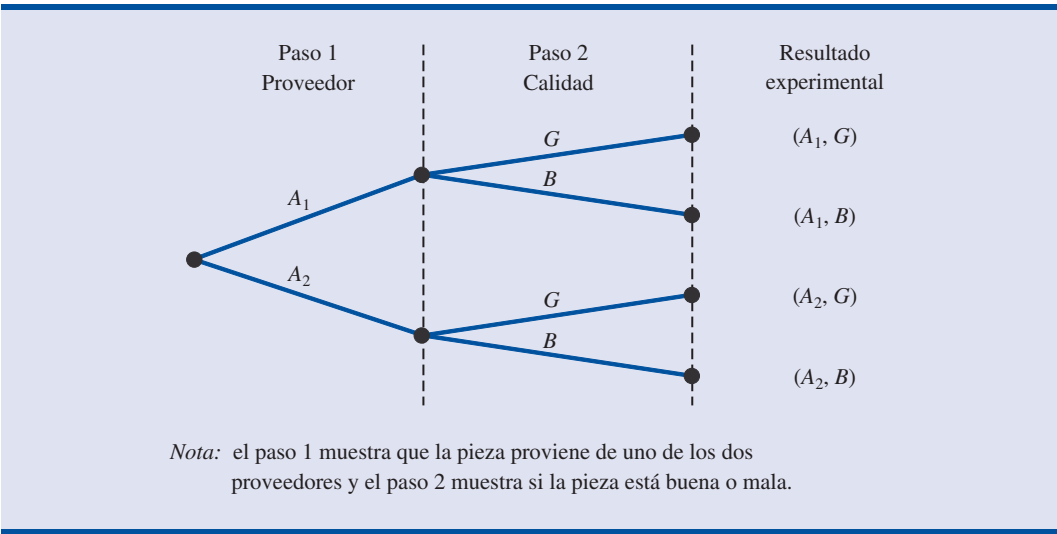 Paso 1
Proveedor
Paso 2
Calidad
Resultado
experimental
G
(A₁, G)
B
A₁
(A₁, B)
A₂
G
(A₂, G)
B
(A₂, B)
Nota: el paso 1 muestra que la pieza proviene de uno de los dos
proveedores y el paso 2 muestra si la pieza está buena o mala.